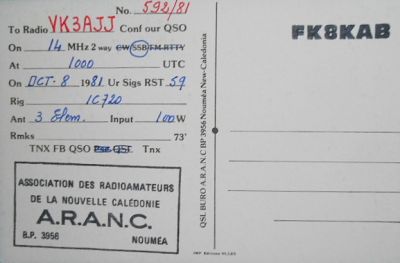 No. 592/81
To Radio VK3AJJ Conf our QSO
On 14 MHz 2 way CW SSB FM-RTTY
At 1000 UTC
On OCT. 8 1981 Ur Sigs RST 59
Rig IC720
Ant 3 Elem. Input 100W
Rmks 73'
TNX FB QSO Pse QSL Tnx
ASSOCIATION DES RADIOAMATEURS
DE LA NOUVELLE CALÉDONIE
A.R.A.N.C.
B.P. 3956 NOUMÉA
QSL BURO A.R.A.N.C BP 3956 Nouméa New-Caledonia
FK8KAB